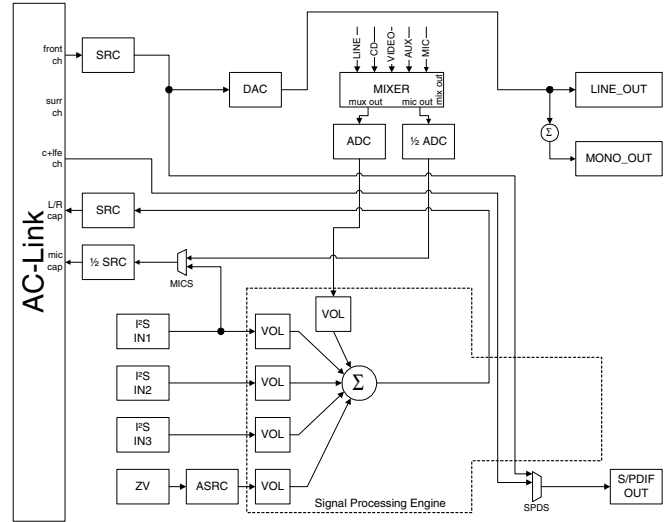 AC-Link
front
ch
surr
ch
c+lfe
ch
L/R
cap
mic
cap
SRC
DAC
LINE
CD
VIDEO
AUX
MIC
MIXER
mux out
mic out
mix out
ADC
½ ADC
LINE_OUT
Σ
MONO_OUT
SRC
½ SRC
MICS
VOL
I²S
IN1
VOL
I²S
IN2
VOL
Σ
I²S
IN3
VOL
ZV
ASRC
VOL
Signal Processing Engine
SPDS
S/PDIF
OUT